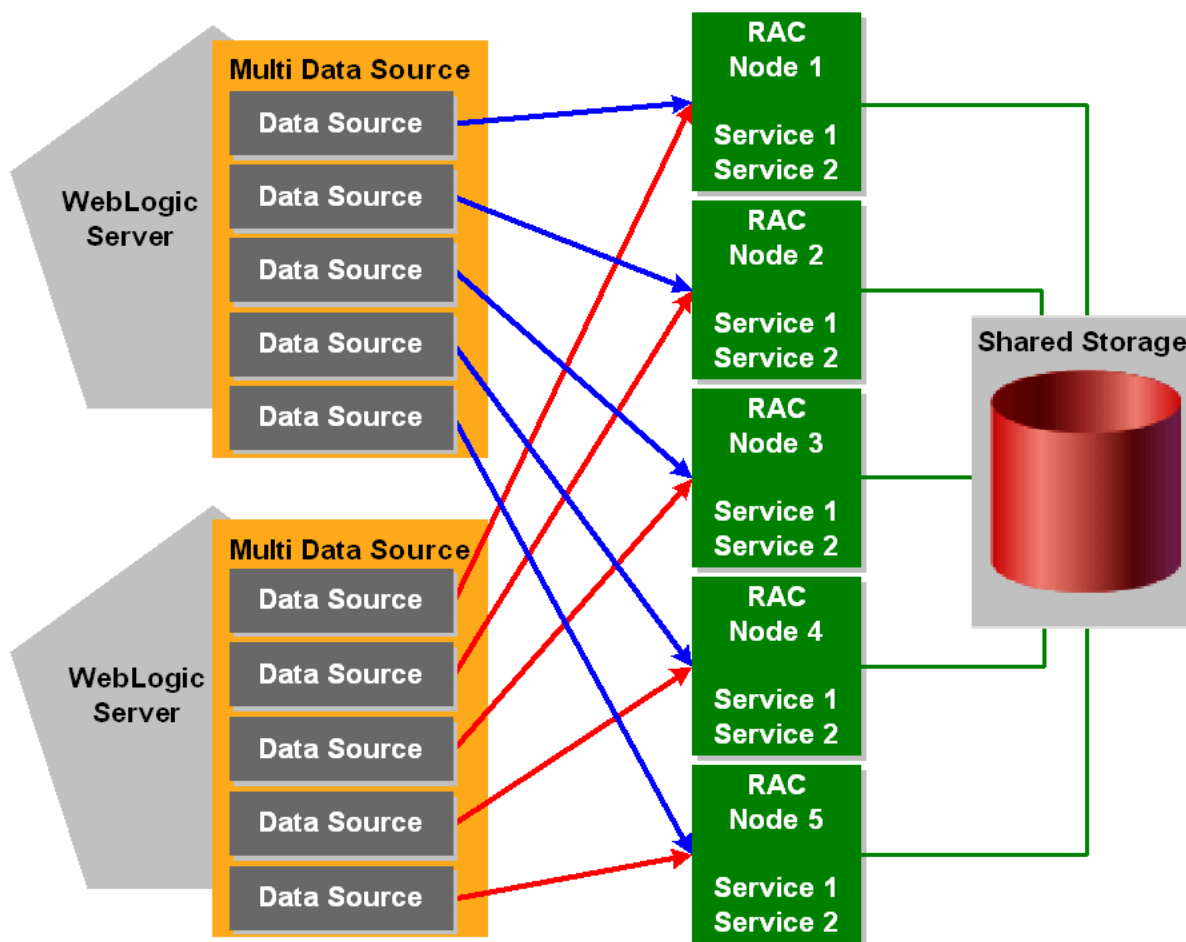 WebLogic
Server
Multi Data Source
Data Source
Data Source
Data Source
Data Source
Data Source
WebLogic
Server
Multi Data Source
Data Source
Data Source
Data Source
Data Source
Data Source
RAC
Node 1
Service 1
Service 2
RAC
Node 2
Service 1
Service 2
RAC
Node 3
Service 1
Service 2
RAC
Node 4
Service 1
Service 2
RAC
Node 5
Service 1
Service 2
Shared Storage